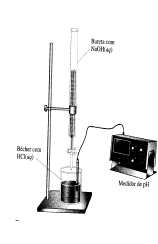 Bureta com
NaOH(aq)
Bécher com
HCl(aq)
Medidor de pH